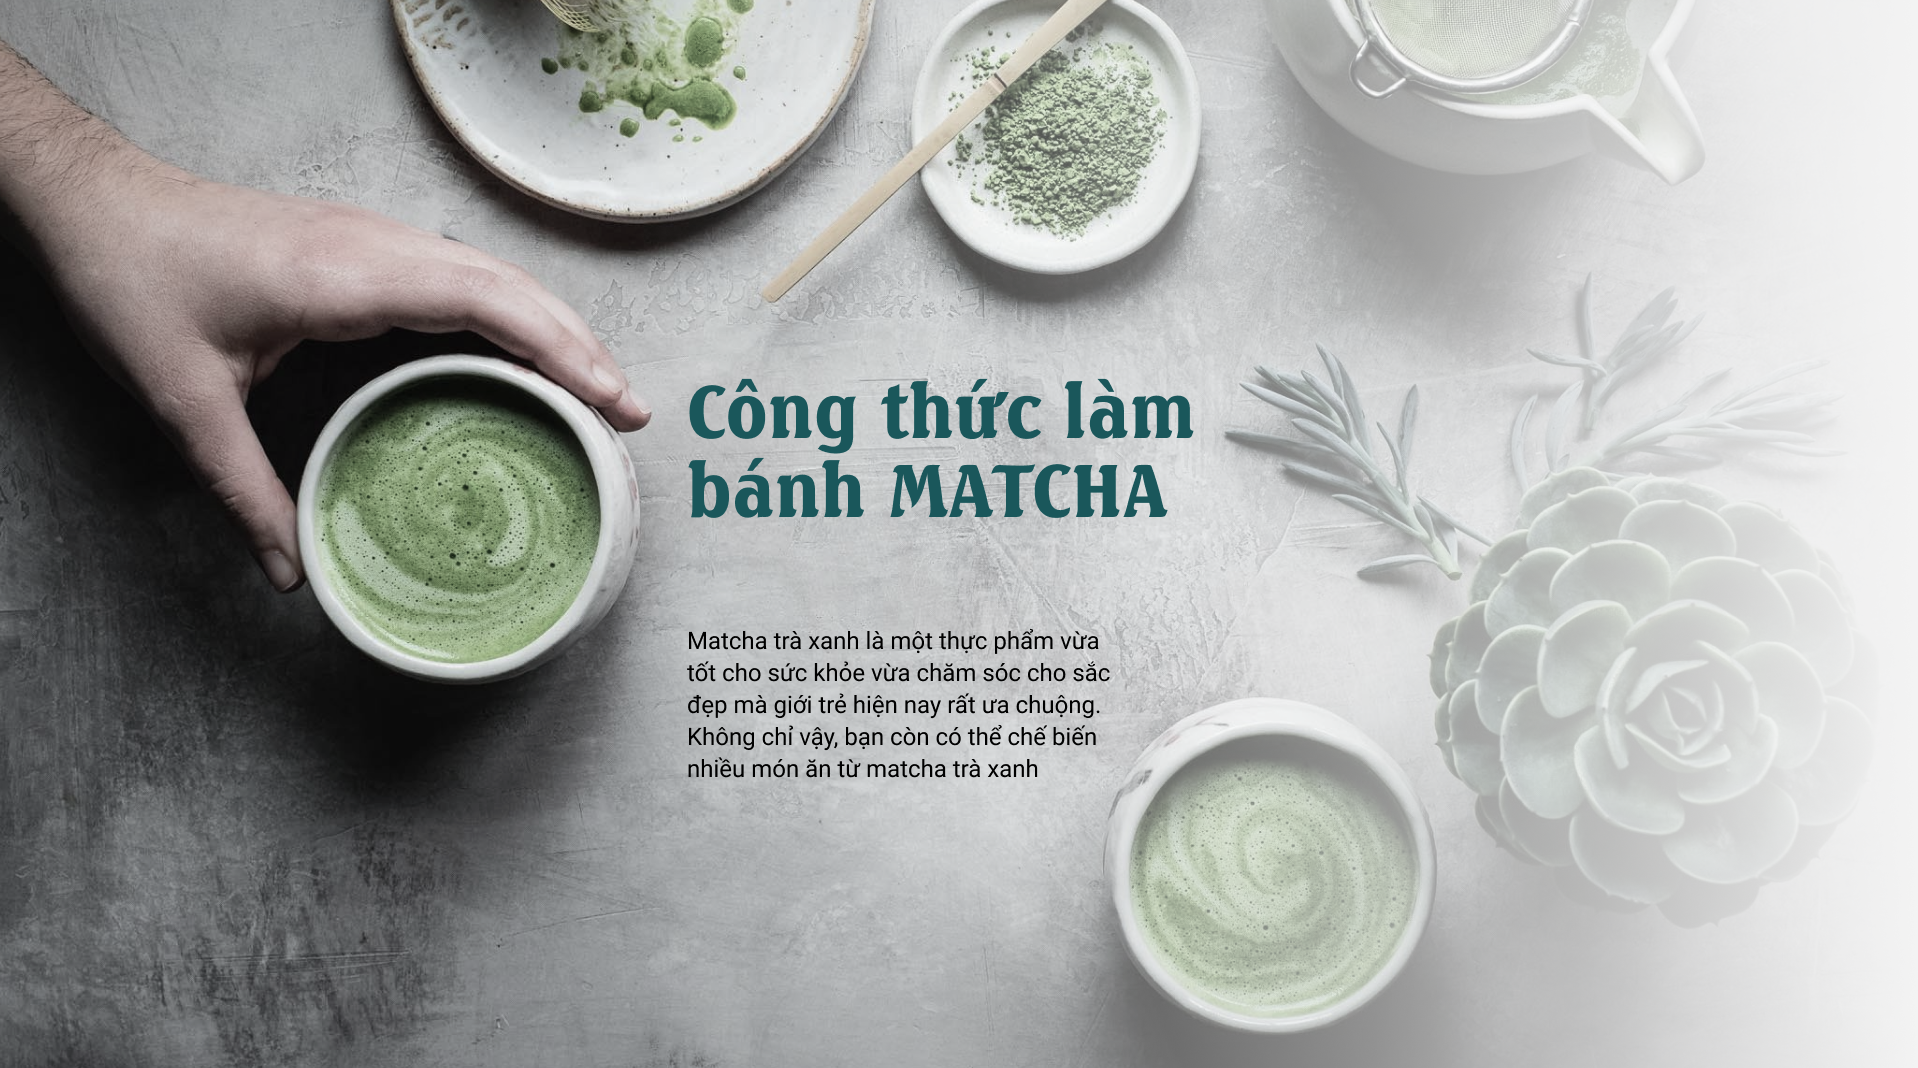 Công thức làm
bánh MATCHA
Matcha trà xanh là một thực phẩm vừa
tốt cho sức khỏe vừa chăm sóc cho sắc
đẹp mà giới trẻ hiện nay rất ưa chuộng.
Không chỉ vậy, bạn còn có thể chế biến
nhiều món ăn từ matcha trà xanh